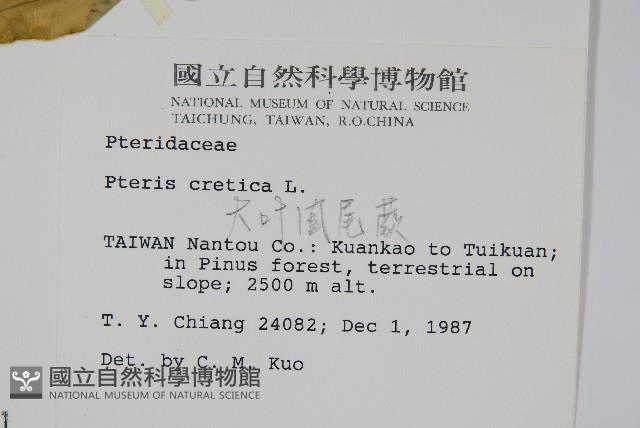 國立自然科學博物館
NATIONAL MUSEUM OF NATURAL SCIENCE
TAICHUNG, TAIWAN, R.O.CHINA
Pteridaceae
Pteris cretica L.
大叶凤尾蕨
TAIWAN Nantou Co.: Kuankao to Tuikuan;
in Pinus forest, terrestrial on
slope; 2500 m alt.
T. Y. Chiang 24082; Dec 1, 1987
Det. by C. M. Kuo
國立自然科學博物館
NATIONAL MUSEUM OF NATURAL SCIENCE